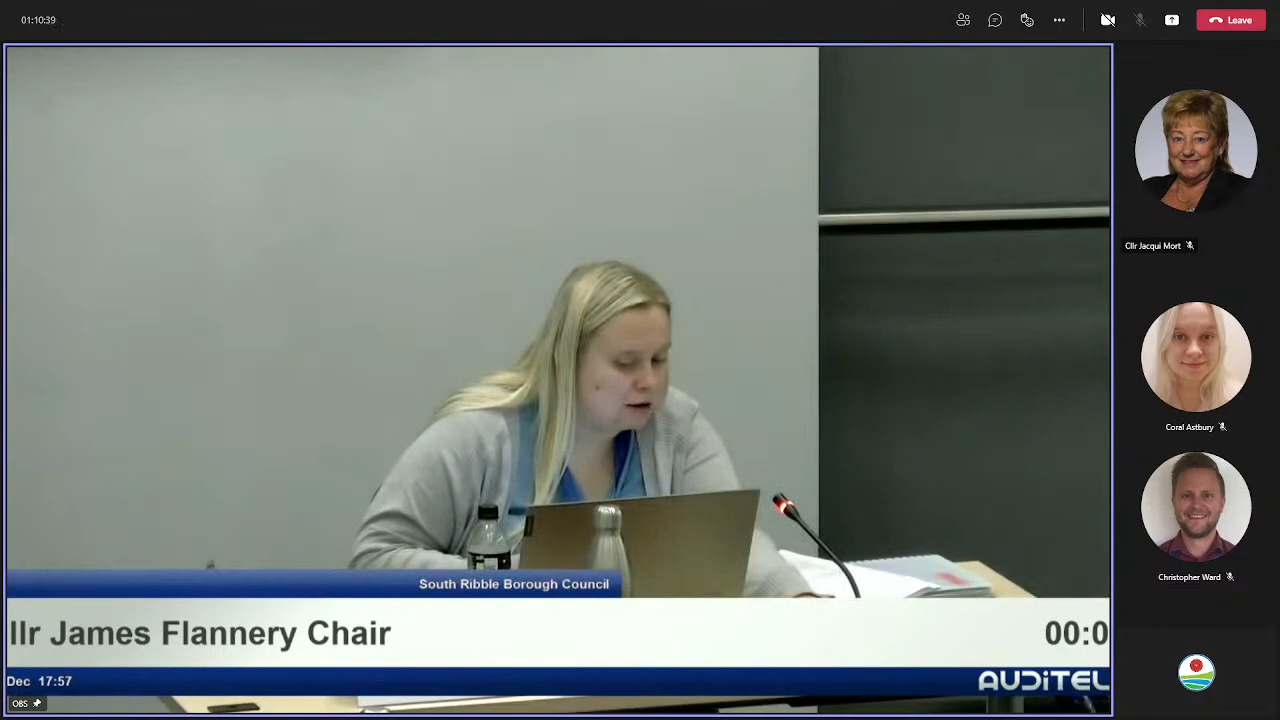 01:10:39
Leave
Cllr Jacqui Mort
Coral Astbury
Christopher Ward
South Ribble Borough Council
llr James Flannery Chair
00:0
Dec 17:57
AUDiTEL
OBS